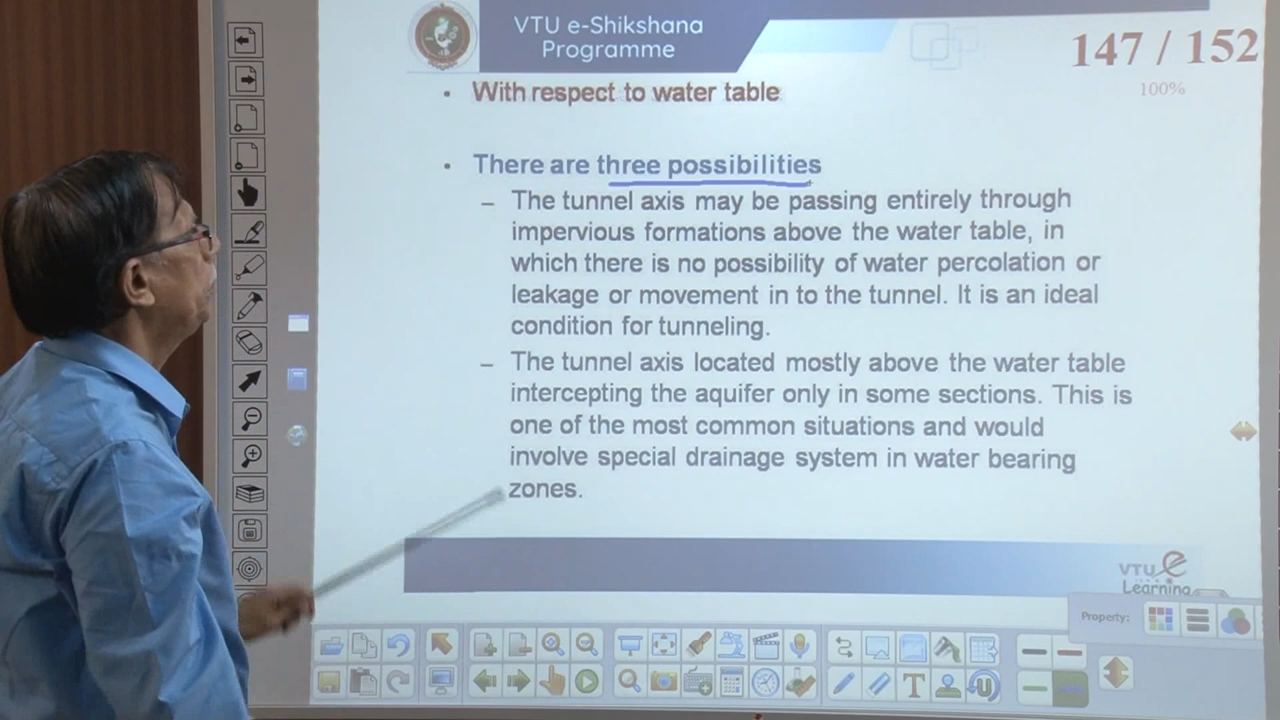 VTU e-Shikshana
Programme
147 / 152
100%
• With respect to water table
• There are three possibilities
– The tunnel axis may be passing entirely through
impervious formations above the water table, in
which there is no possibility of water percolation or
leakage or movement in to the tunnel. It is an ideal
condition for tunneling.
– The tunnel axis located mostly above the water table
intercepting the aquifer only in some sections. This is
one of the most common situations and would
involve special drainage system in water bearing
zones.
VTU e
Learning
Property:
T